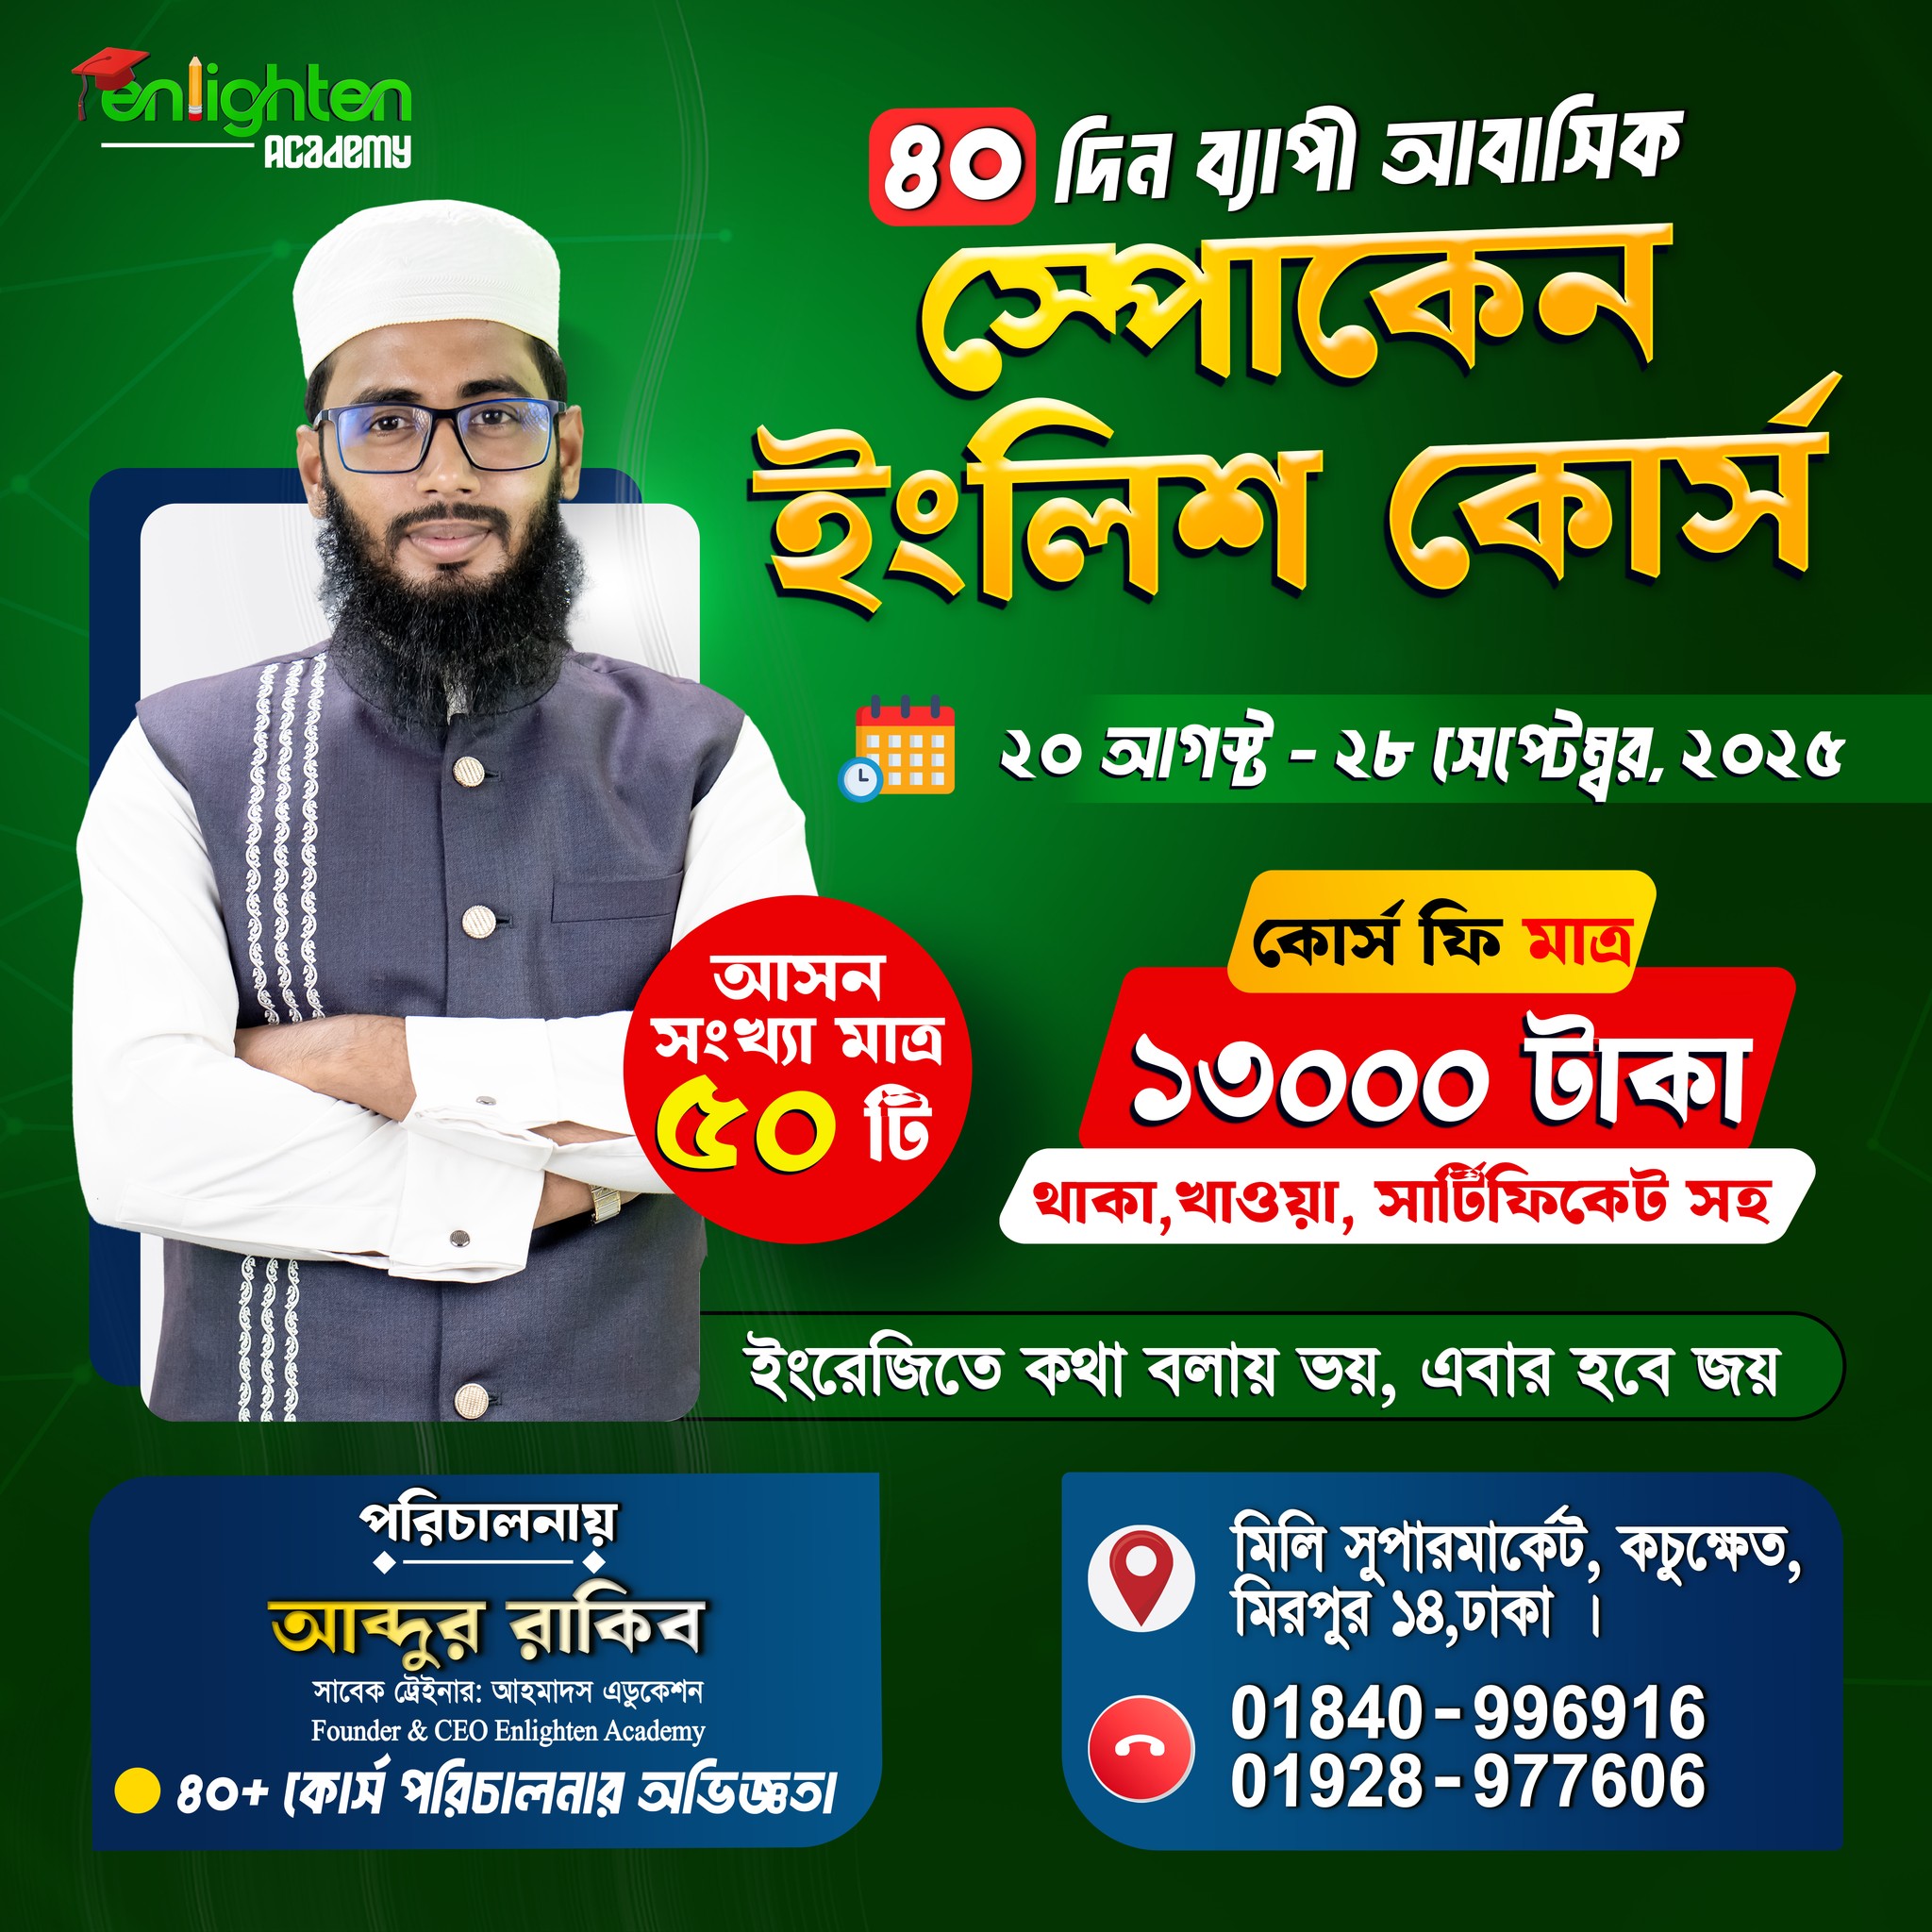 enlighten
ACADEMY
৪০ দিন ব্যাপী আবাসিক
স্পোকেন
ইংলিশ কোর্স
২০ আগস্ট - ২৮ সেপ্টেম্বর, ২০২৫
কোর্স ফি মাত্র
১৩০০০ টাকা
থাকা,খাওয়া, সার্টিফিকেট সহ
আসন
সংখ্যা মাত্র
৫০ টি
ইংরেজিতে কথা বলায় ভয়, এবার হবে জয়
পরিচালনায়
আব্দুর রাকিব
সাবেক ট্রেইনার: আহমাদস এডুকেশন
Founder & CEO Enlighten Academy
৪০+ কোর্স পরিচালনার অভিজ্ঞতা
মিলি সুপারমার্কেট, কচুক্ষেত,
মিরপুর ১৪,ঢাকা ।
01840-996916
01928-977606